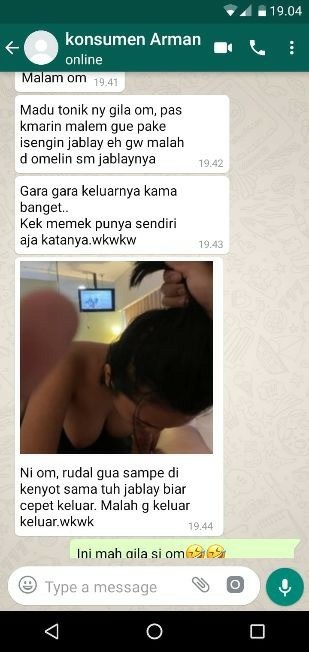 19.04
konsumen Arman
online
Malam om 19.41
Madu tonik ny gila om, pas
kmarin malem gue pake
isengin jablay eh gw malah
d omelin sm jablaynya
19.42
Gara gara keluarnya kama
banget..
Kek memek punya sendiri
aja katanya.wkwkw
19.43
Ni om, rudal gua sampe di
kenyot sama tuh jablay biar
cepet keluar. Malah g keluar
keluar.wkwk
19.44
Ini mah gila si om
Type a message